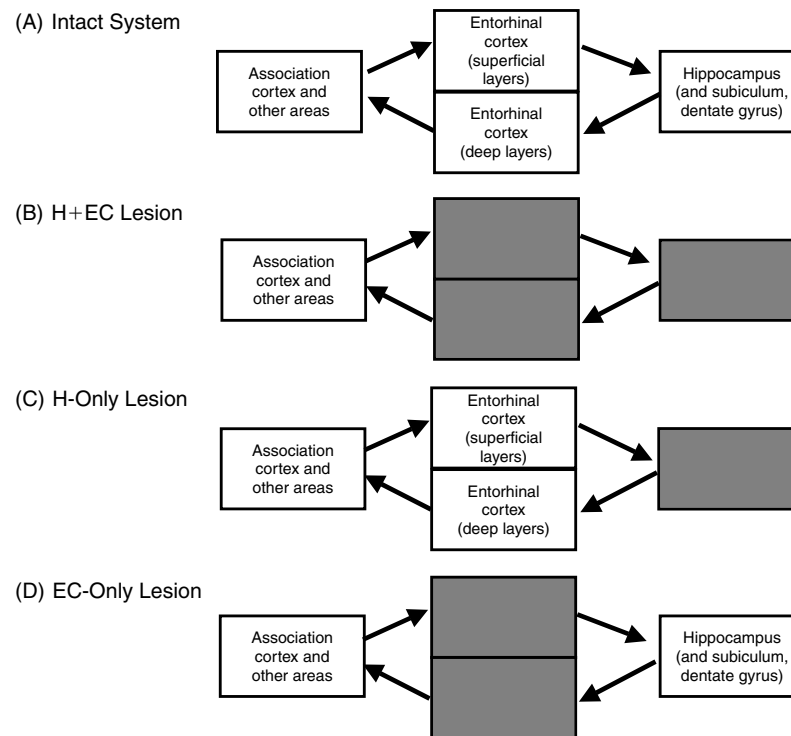 (A) Intact System
Association
cortex and
other areas
Entorhinal
cortex
(superficial
layers)
Entorhinal
cortex
(deep layers)
Hippocampus
(and subiculum,
dentate gyrus)
(B) H+EC Lesion
Association
cortex and
other areas
(C) H-Only Lesion
Association
cortex and
other areas
Entorhinal
cortex
(superficial
layers)
Entorhinal
cortex
(deep layers)
(D) EC-Only Lesion
Association
cortex and
other areas
Hippocampus
(and subiculum,
dentate gyrus)